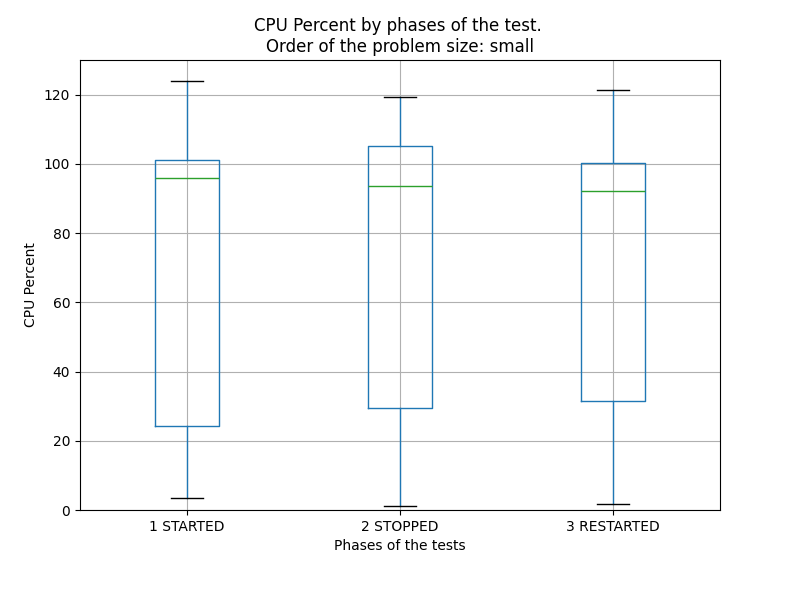 CPU Percent by phases of the test.
Order of the problem size: small
120
100
80
60
40
20
0
CPU Percent
1 STARTED
2 STOPPED
3 RESTARTED
Phases of the tests